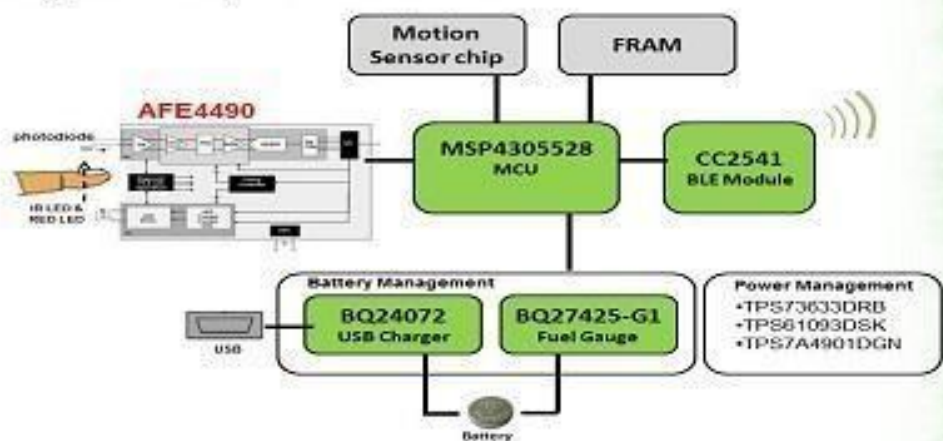 Motion
Sensor chip
FRAM
AFE4490
photodiode
IR LED &
RED LED
MSP4305528
MCU
CC2541
BLE Module
Battery Management
BQ24072
USB Charger
BQ27425-G1
Fuel Gauge
USB
Power Management
•TPS73633DRB
•TPS61093DSK
•TPS7A4901DGN
Battery